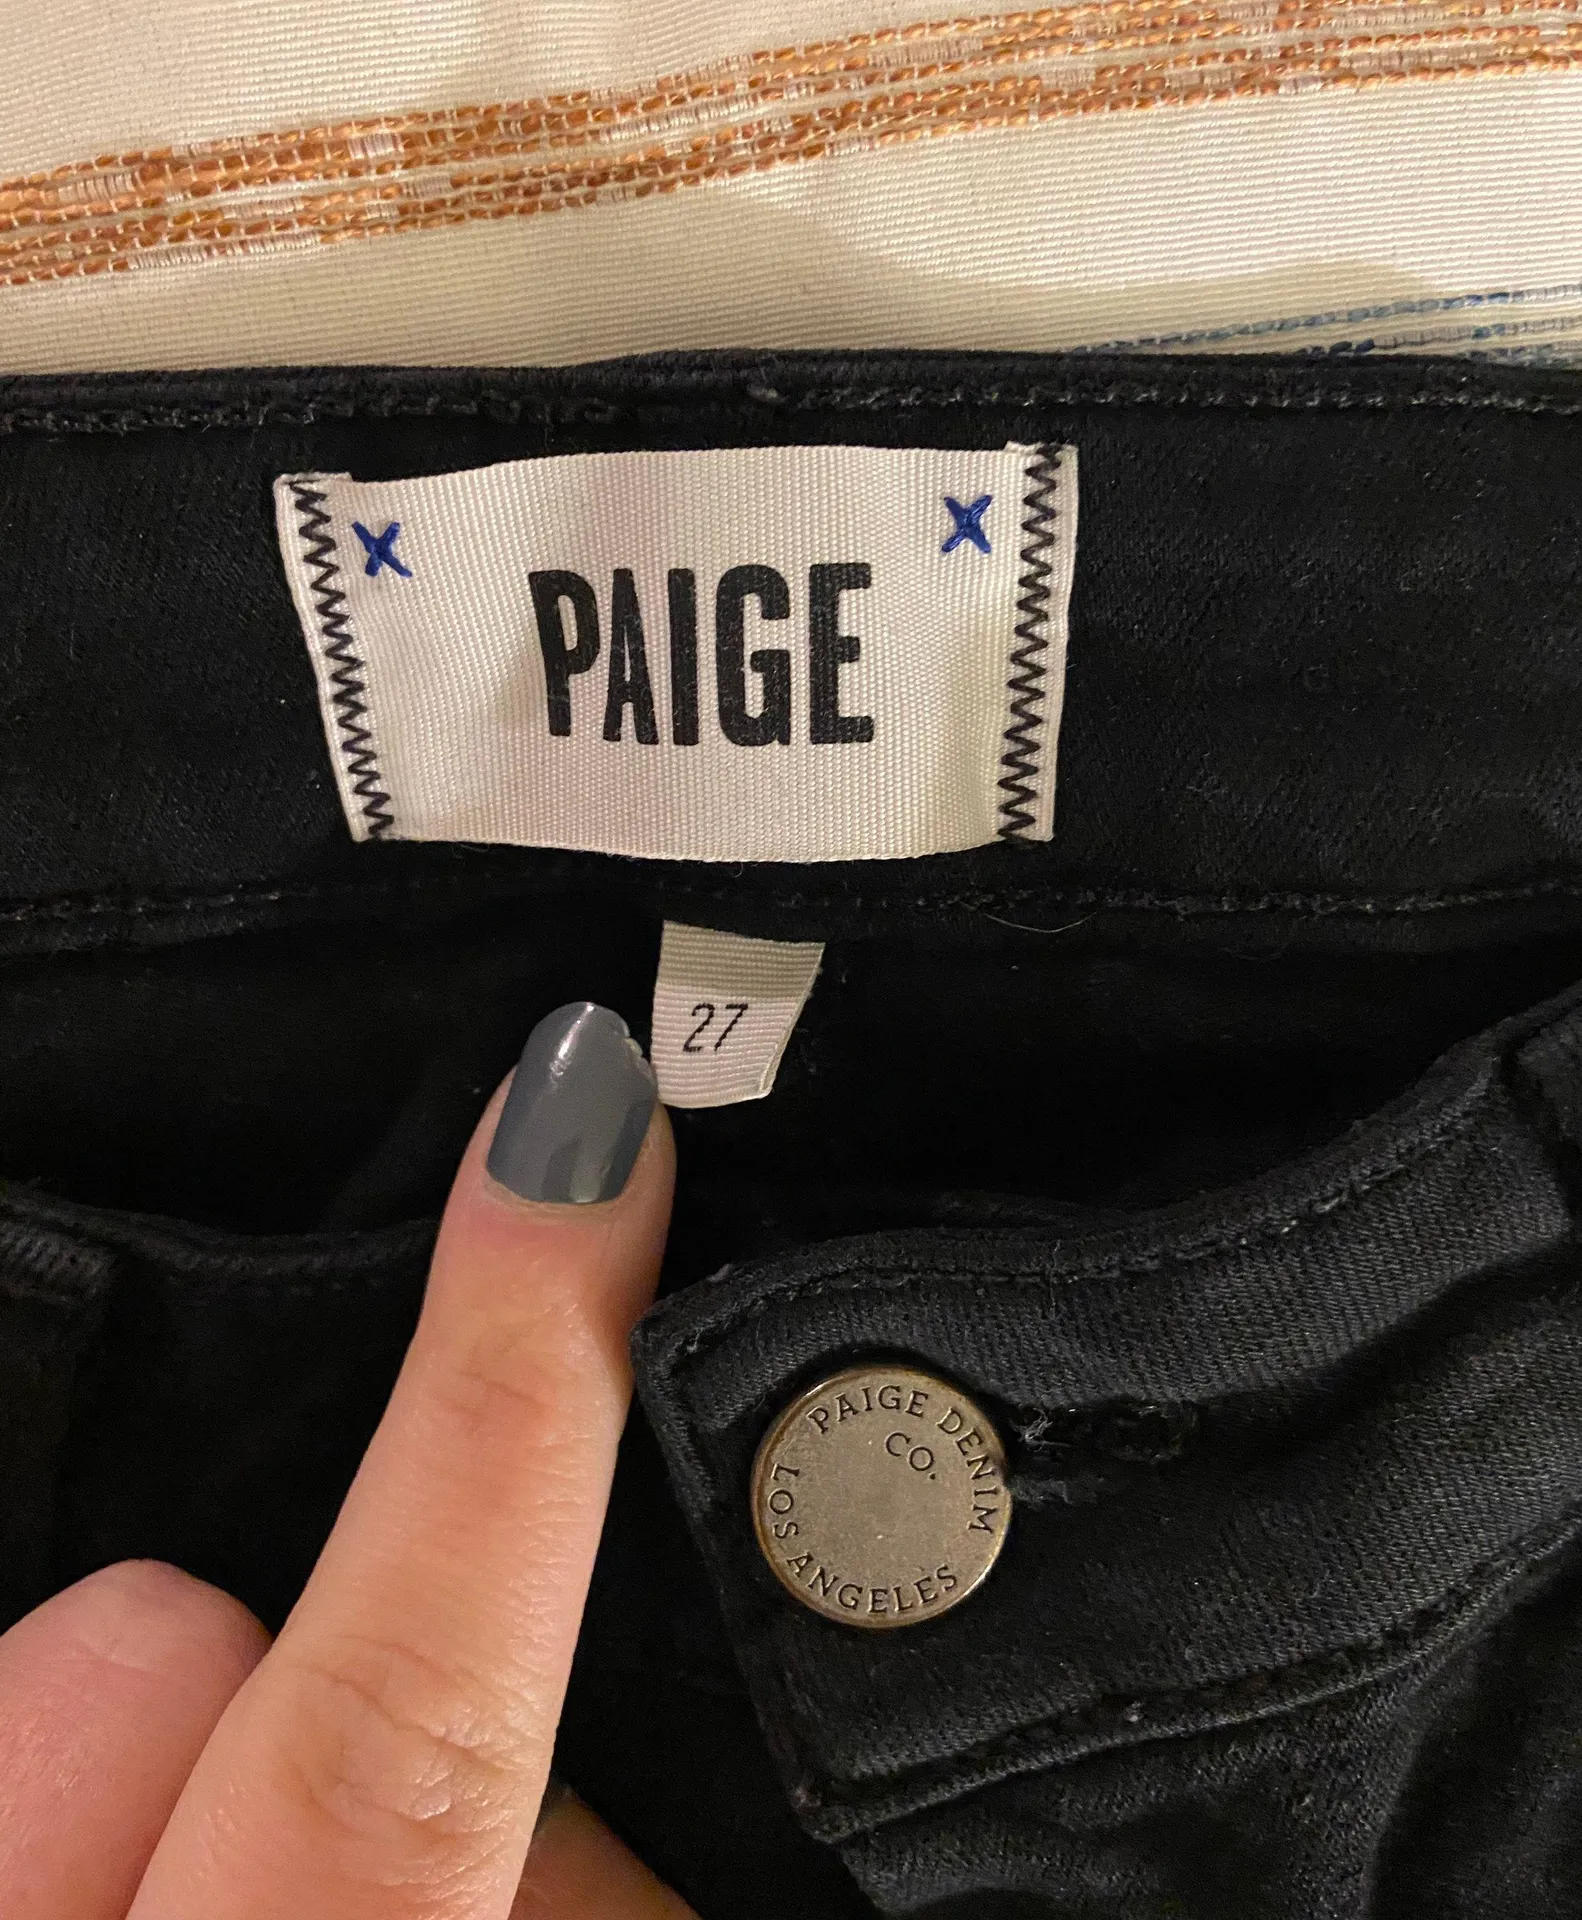 PAIGE
27
PAIGE DENIM
CO.
LOS ANGELES